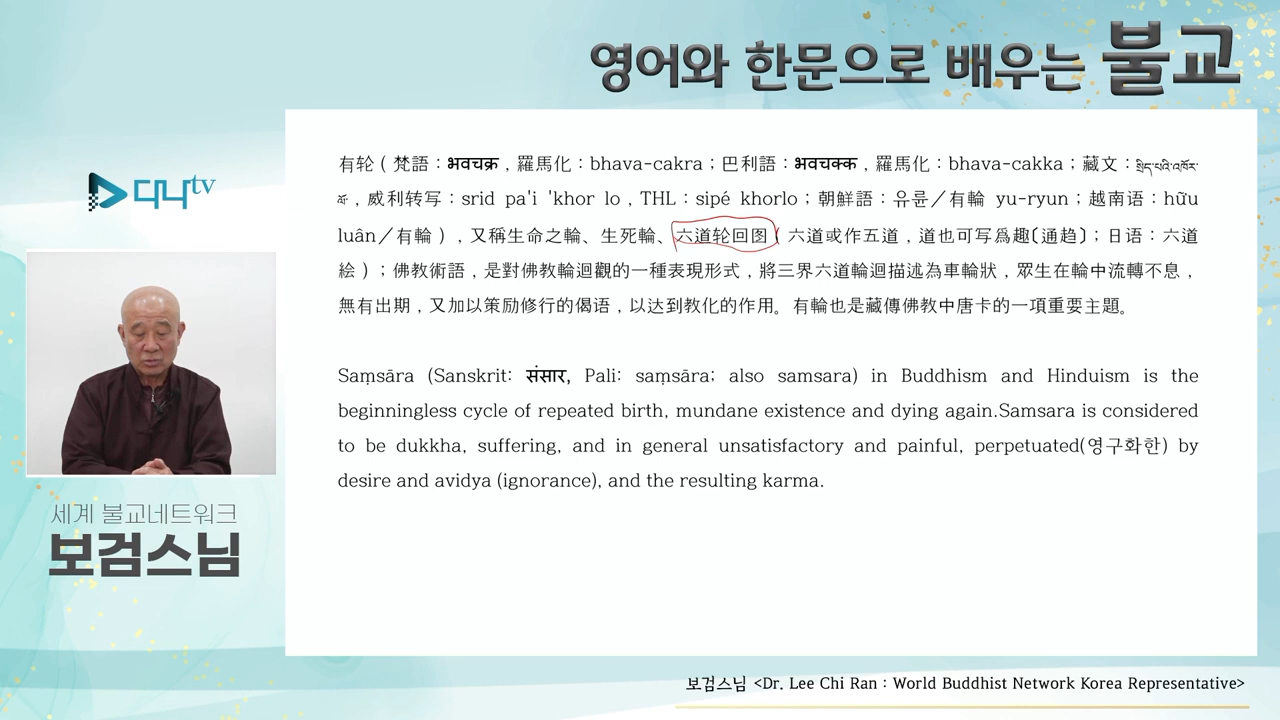 영어와 한문으로 배우는 불교
다나tv
有轮 ( 梵語 : भवचक्र , 羅馬化 : bhava-cakra ; 巴利語 : भवचक्क , 羅馬化 : bhava-cakka ; 藏文 : སྲིད་པའི་འཁོར་
ལོ , 威利转写 : srid pa'i 'khor lo , THL : sipé khorlo ; 朝鮮語 : 유륜／有輪 yu-ryun ; 越南语 : hữu
luân／有輪 ) , 又稱生命之輪、生死輪、六道轮回图 ( 六道或作五道 , 道也可写爲趣〔通趋〕 ; 日语 : 六道
絵 ) ; 佛教術語 , 是對佛教輪迴觀的一種表現形式 , 將三界六道輪迴描述為車輪狀 , 眾生在輪中流轉不息 ,
無有出期 , 又加以策励修行的偈语 , 以达到教化的作用。有輪也是藏傳佛教中唐卡的一項重要主題。
Saṃsāra (Sanskrit: संसार, Pali: saṃsāra; also samsara) in Buddhism and Hinduism is the
beginningless cycle of repeated birth, mundane existence and dying again.Samsara is considered
to be dukkha, suffering, and in general unsatisfactory and painful, perpetuated(영구화한) by
desire and avidya (ignorance), and the resulting karma.
세계 불교네트워크
보검스님
보검스님 <Dr. Lee Chi Ran : World Buddhist Network Korea Representative>